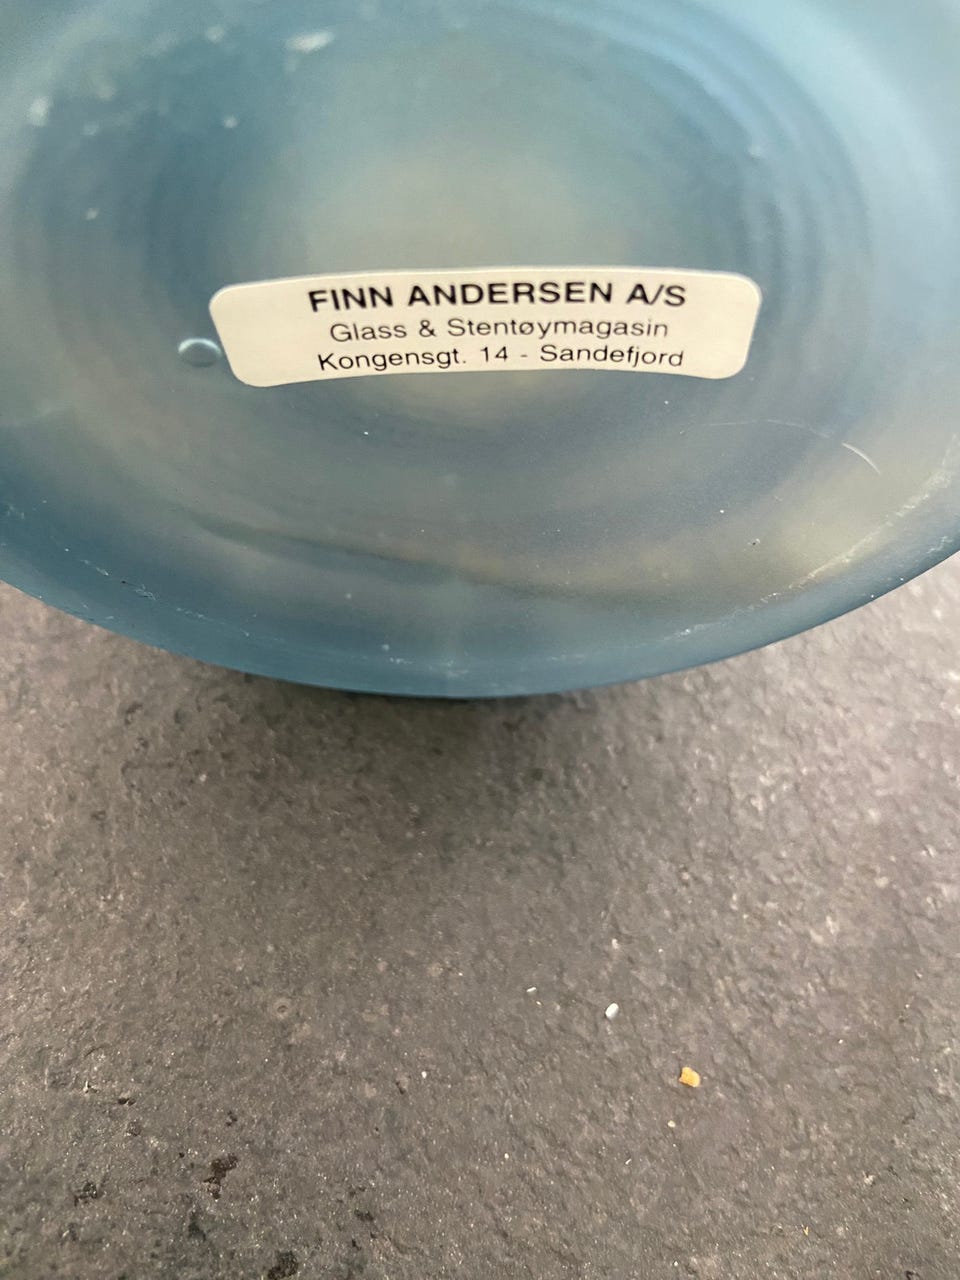 FINN ANDERSEN A/S
Glass & Stentøymagasin
Kongensgt. 14 - Sandefjord